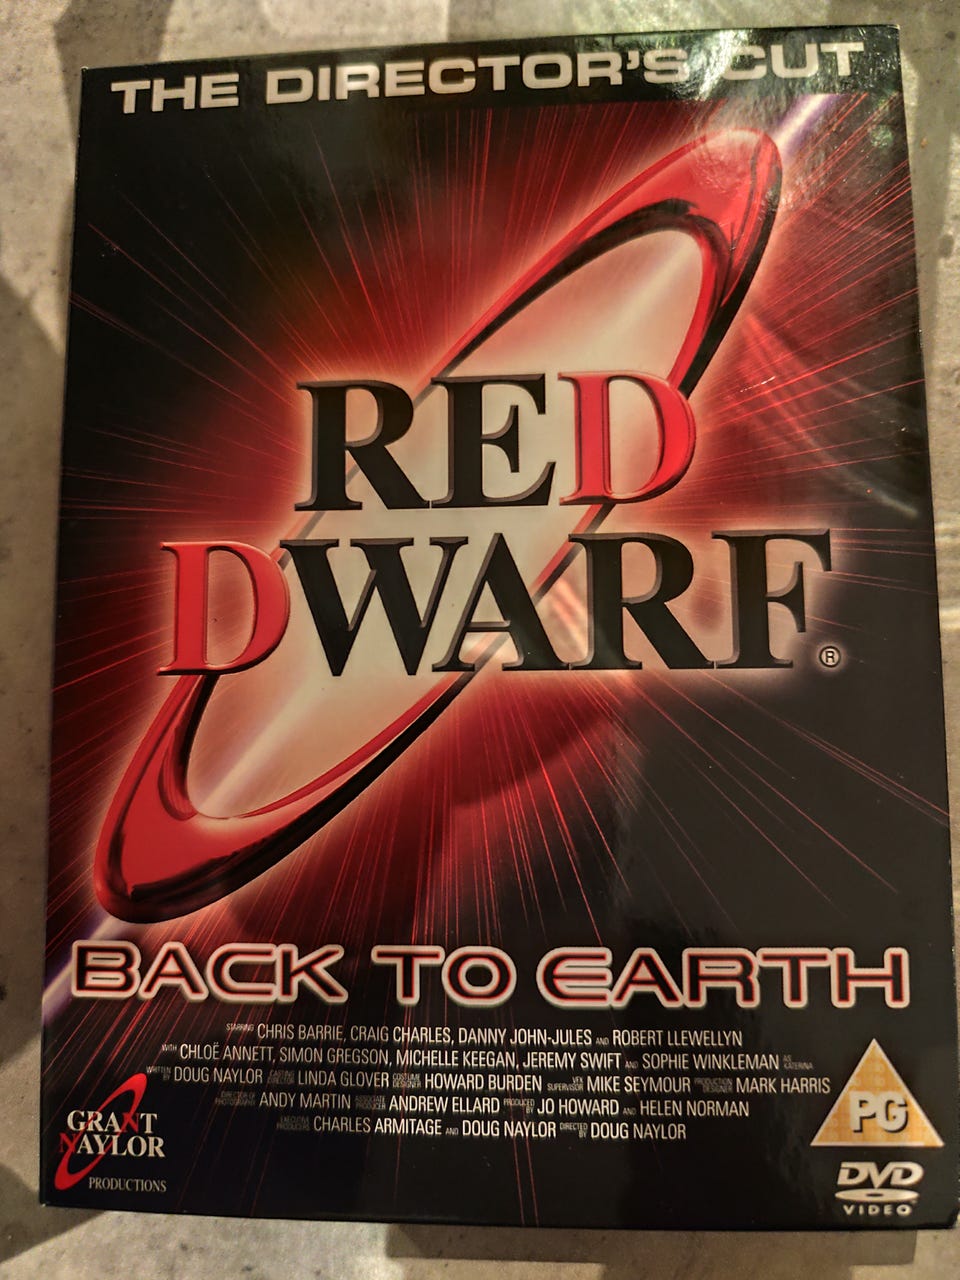 THE DIRECTOR'S CUT
RED
DWARF
®
BACK TO EARTH
STARRING CHRIS BARRIE, CRAIG CHARLES, DANNY JOHN-JULES AND ROBERT LLEWELLYN
WITH CHLOË ANNETT, SIMON GREGSON, MICHELLE KEEGAN, JEREMY SWIFT AND SOPHIE WINKLEMAN AS KATERINA
WRITTEN BY DOUG NAYLOR CASTING DIRECTOR LINDA GLOVER COSTUME DESIGNER HOWARD BURDEN VFX SUPERVISOR MIKE SEYMOUR PRODUCTION DESIGNER MARK HARRIS
DIRECTOR OF PHOTOGRAPHY ANDY MARTIN ASSOCIATE PRODUCER ANDREW ELLARD PRODUCED BY JO HOWARD AND HELEN NORMAN
EXECUTIVE PRODUCERS CHARLES ARMITAGE AND DOUG NAYLOR DIRECTED BY DOUG NAYLOR
GRANT
NAYLOR
PRODUCTIONS
PG
DVD
VIDEO